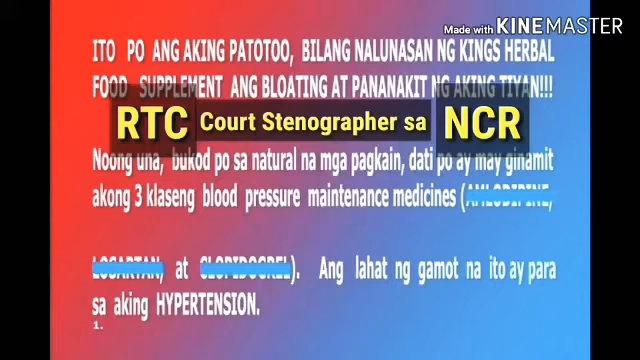 Made with KINEMASTER
ITO PO ANG AKING PATOTOO, BILANG NALUNASAN NG KINGS HERBAL
FOOD SUPPLEMENT ANG BLOATING AT PANANAKIT NG AKING TIYAN!!!
RTC Court Stenographer sa NCR
Noong una, bukod po sa natural na mga pagkain, dati po ay may ginamit
akong 3 klaseng blood pressure maintenance medicines (AMLODIPINE,
LOSARTAN, at CLOPIDOGREL). Ang lahat ng gamot na ito ay para
sa aking HYPERTENSION.
1.